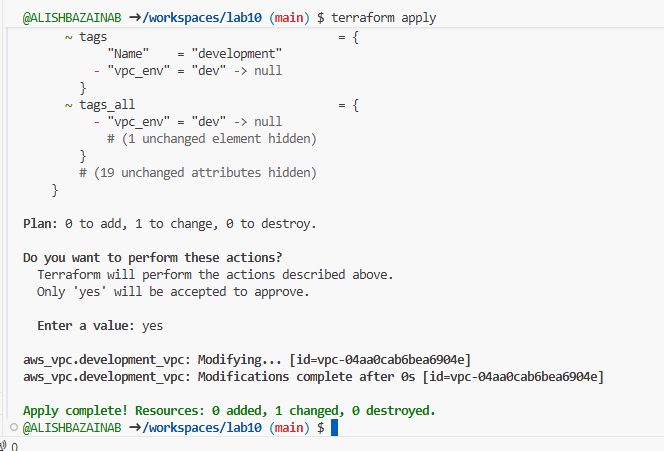 @ALISHBAZAINAB ➜/workspaces/lab10 (main) $ terraform apply
~ tags = {
"Name" = "development"
- "vpc_env" = "dev" -> null
}
~ tags_all = {
- "vpc_env" = "dev" -> null
# (1 unchanged element hidden)
}
# (19 unchanged attributes hidden)
}
Plan: 0 to add, 1 to change, 0 to destroy.
Do you want to perform these actions?
Terraform will perform the actions described above.
Only 'yes' will be accepted to approve.
Enter a value: yes
aws_vpc.development_vpc: Modifying... [id=vpc-04aa0cab6bea6904e]
aws_vpc.development_vpc: Modifications complete after 0s [id=vpc-04aa0cab6bea6904e]
Apply complete! Resources: 0 added, 1 changed, 0 destroyed.
@ALISHBAZAINAB ➜/workspaces/lab10 (main) $
0